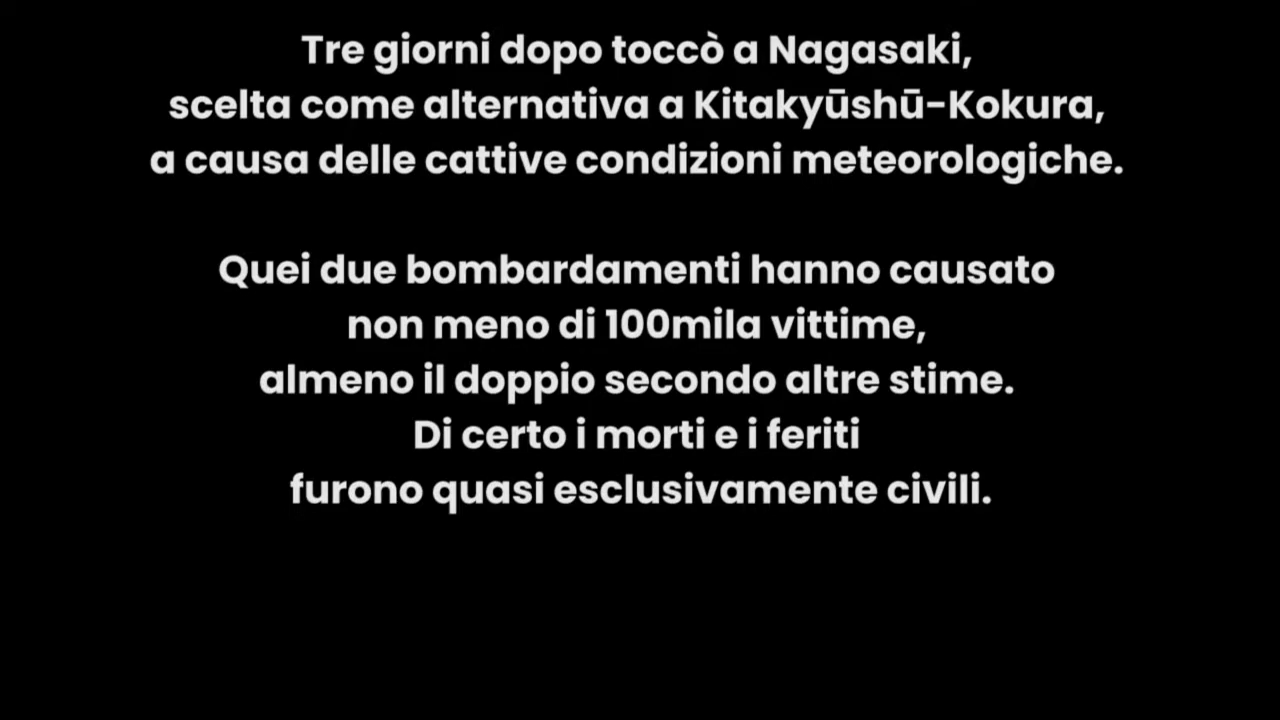 Tre giorni dopo toccò a Nagasaki,
scelta come alternativa a Kitakyūshū-Kokura,
a causa delle cattive condizioni meteorologiche.
Quei due bombardamenti hanno causato
non meno di 100mila vittime,
almeno il doppio secondo altre stime.
Di certo i morti e i feriti
furono quasi esclusivamente civili.